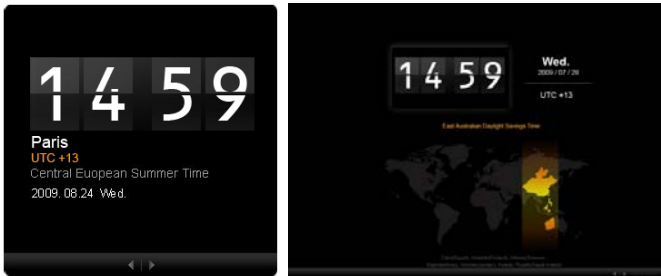 14 59
Paris
UTC +13
Central Euopean Summer Time
2009. 08.24 Wed.
14 59
Wed.
2009 / 07 / 28
UTC +13
East Australian Daylight Savings Time